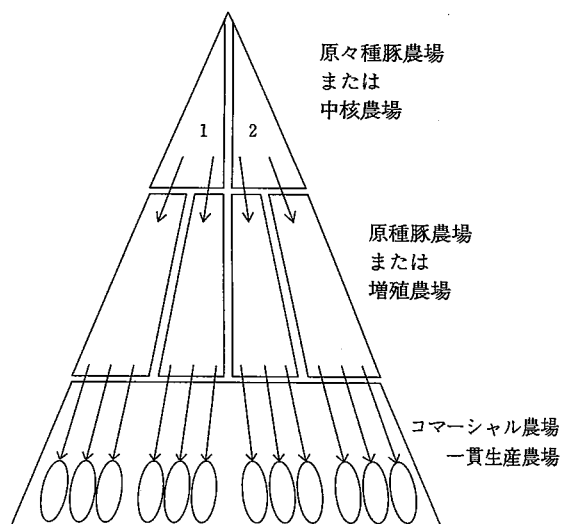 原々種豚農場
または
中核農場
1 2
原種豚農場
または
増殖農場
コマーシャル農場
一貫生産農場